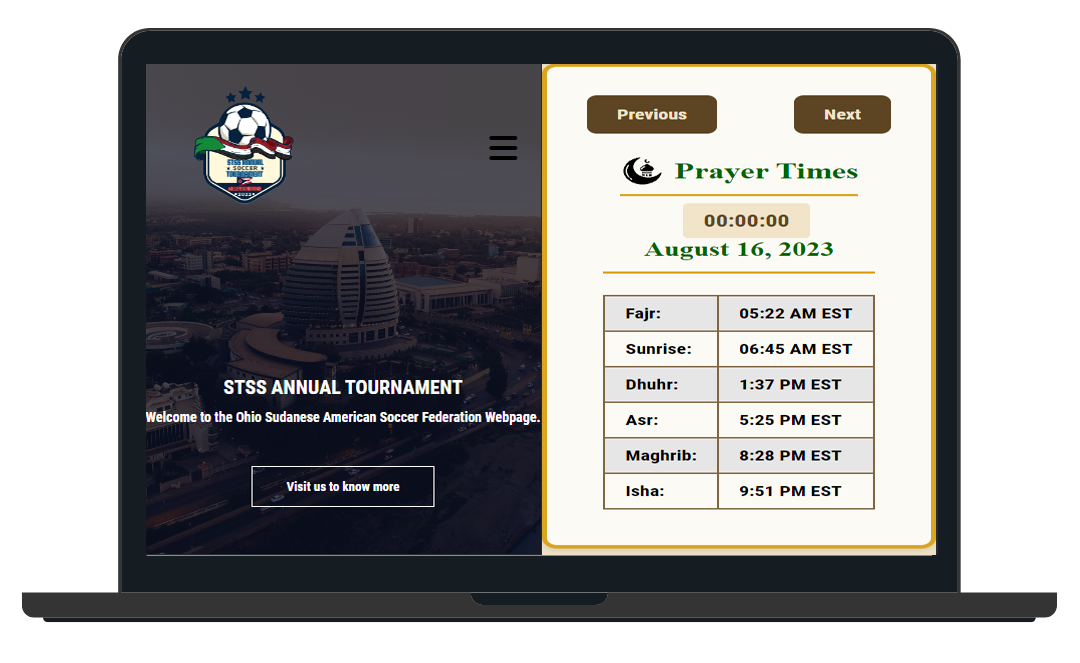 STSS ANNUAL
SOCCER
TOURNAMENT
2023
STSS ANNUAL TOURNAMENT
Welcome to the Ohio Sudanese American Soccer Federation Webpage.
Visit us to know more
Previous Next
Prayer Times
00:00:00
August 16, 2023
Fajr: 05:22 AM EST
Sunrise: 06:45 AM EST
Dhuhr: 1:37 PM EST
Asr: 5:25 PM EST
Maghrib: 8:28 PM EST
Isha: 9:51 PM EST